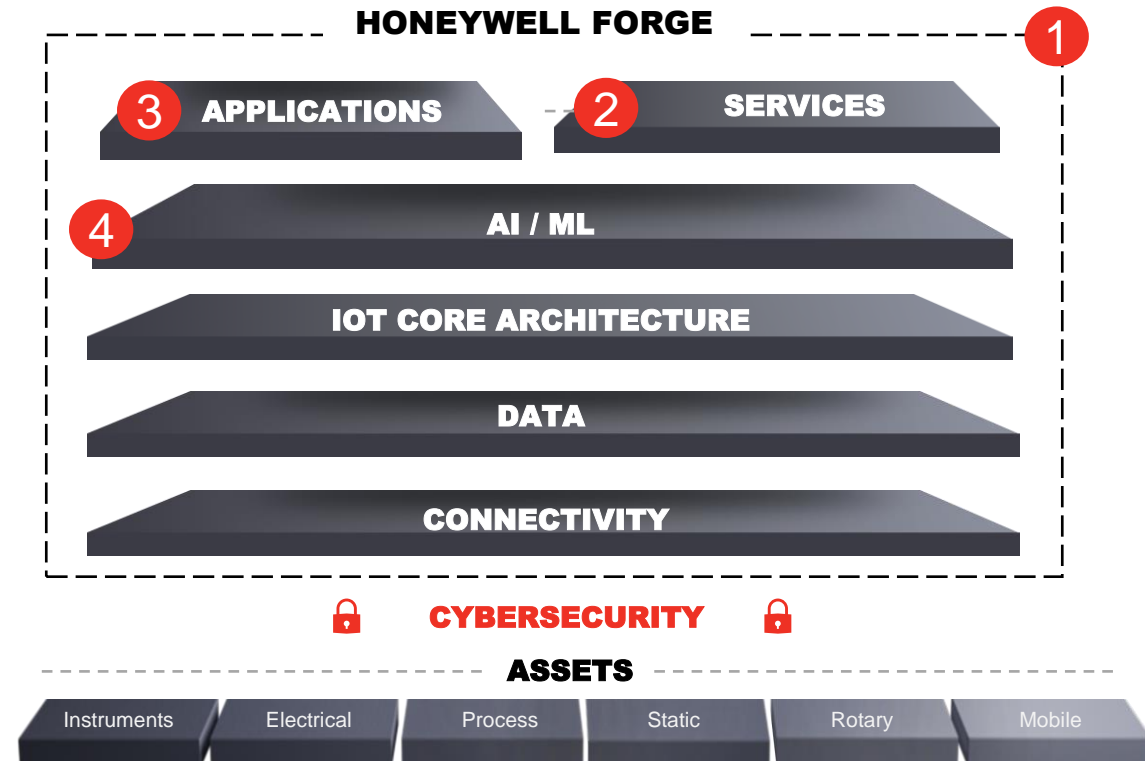 HONEYWELL FORGE
1
3 APPLICATIONS
2 SERVICES
4 AI / ML
IOT CORE ARCHITECTURE
DATA
CONNECTIVITY
CYBERSECURITY
ASSETS
Instruments Electrical Process Static Rotary Mobile